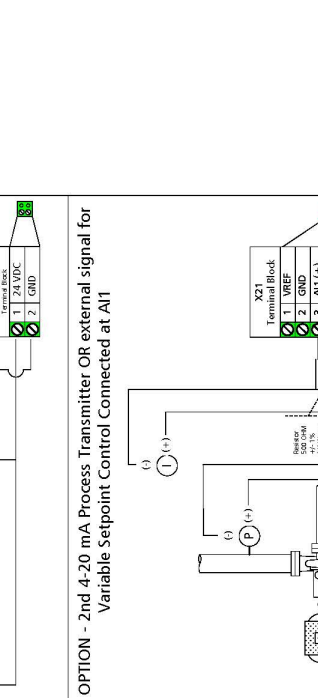 Terminal Block
1 24 VDC
2 GND
OPTION - 2nd 4-20 mA Process Transmitter OR external signal for
Variable Setpoint Control Connected at AI1
X21
Terminal Block
1 VREF
2 GND
3 AI1 (+)
(-)
I
(+)
Resistor
500 OHM
+/- 1%
(-)
P
(+)